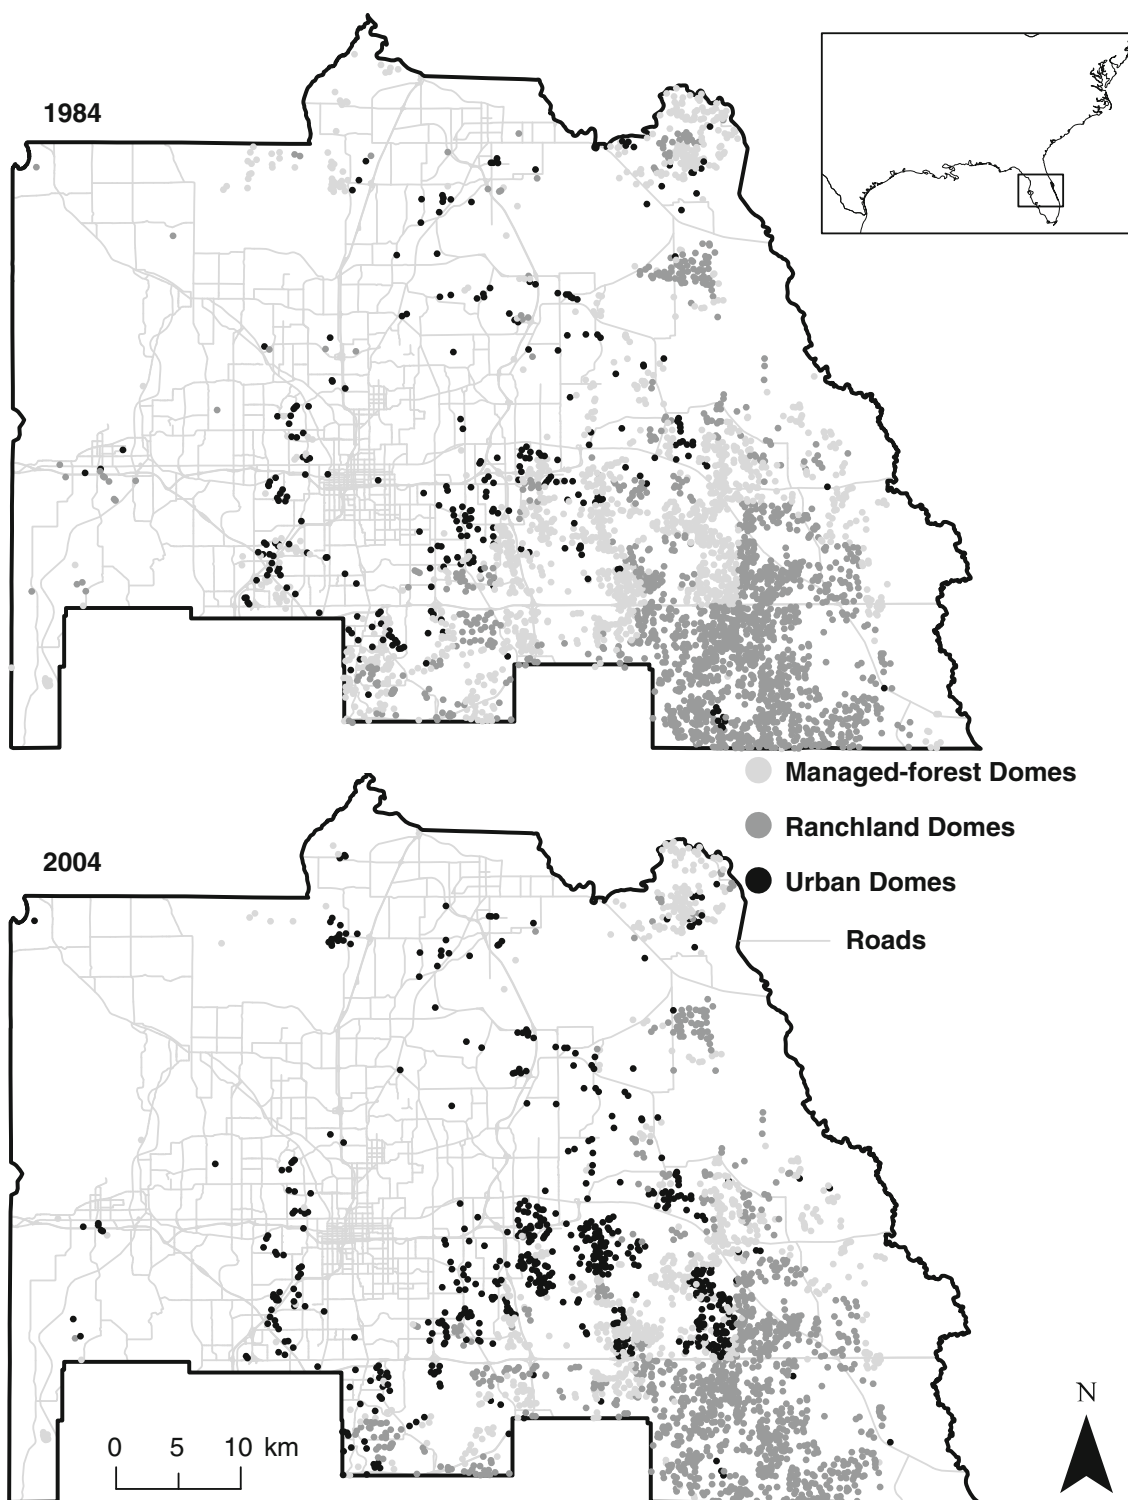 1984
Managed-forest Domes
Ranchland Domes
2004
Urban Domes
Roads
N
0 5 10 km